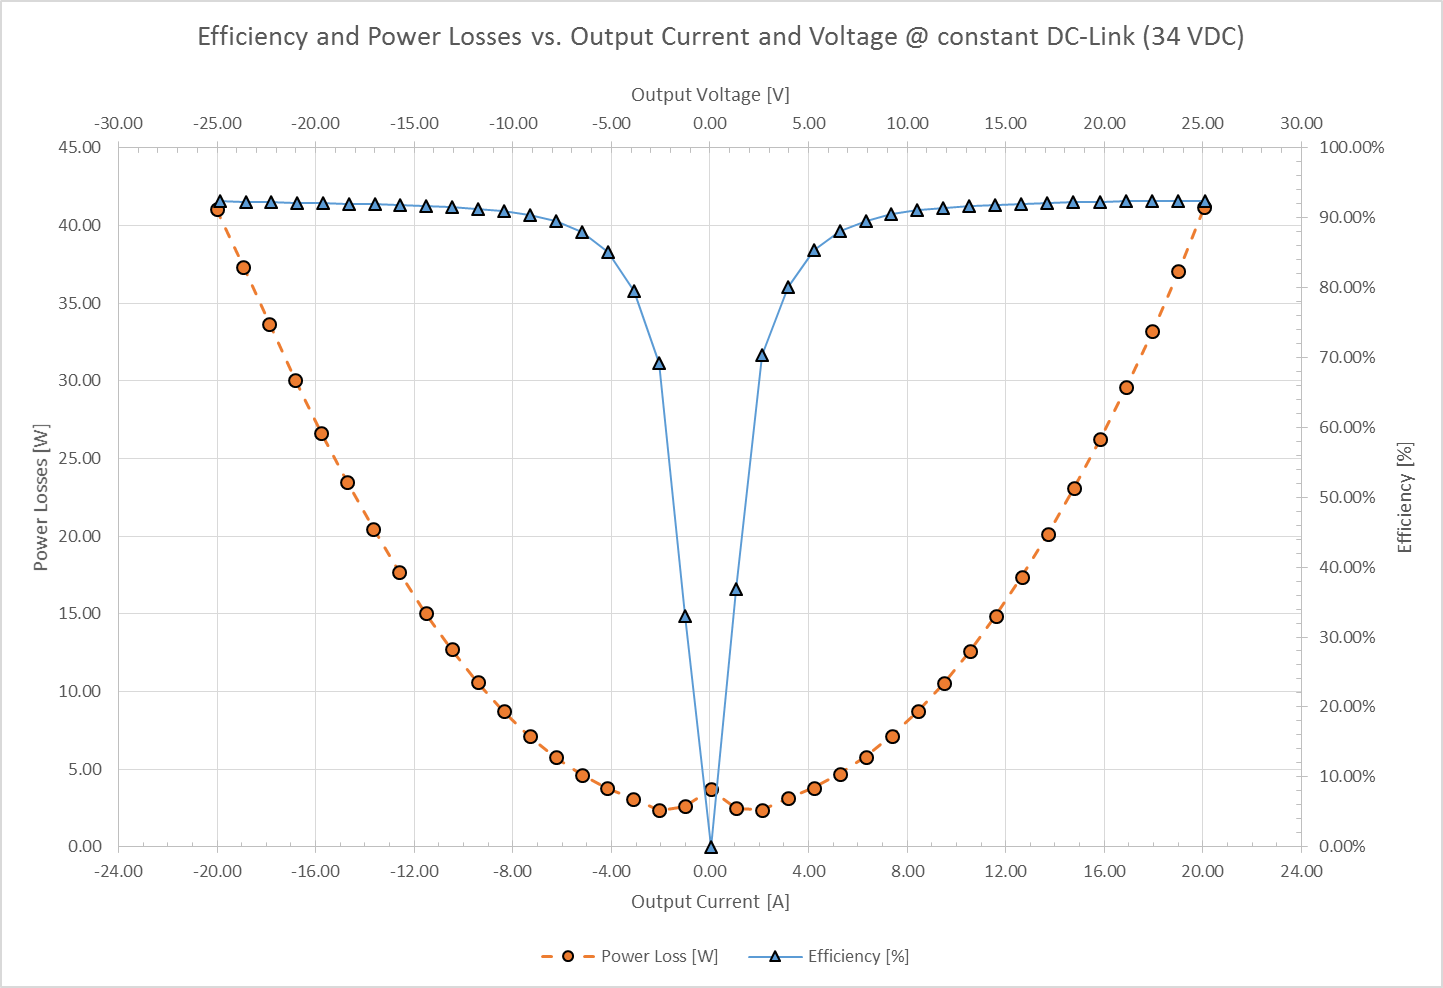 Efficiency and Power Losses vs. Output Current and Voltage @ constant DC-Link (34 VDC)
Output Voltage [V]
-30.00 -25.00 -20.00 -15.00 -10.00 -5.00 0.00 5.00 10.00 15.00 20.00 25.00 30.00
45.00 100.00%
40.00 90.00%
35.00 80.00%
30.00 70.00%
25.00 60.00%
20.00 50.00%
15.00 40.00%
10.00 30.00%
5.00 20.00%
0.00 10.00%
0.00%
Power Losses [W]
Efficiency [%]
-24.00 -20.00 -16.00 -12.00 -8.00 -4.00 0.00 4.00 8.00 12.00 16.00 20.00 24.00
Output Current [A]
Power Loss [W] Efficiency [%]